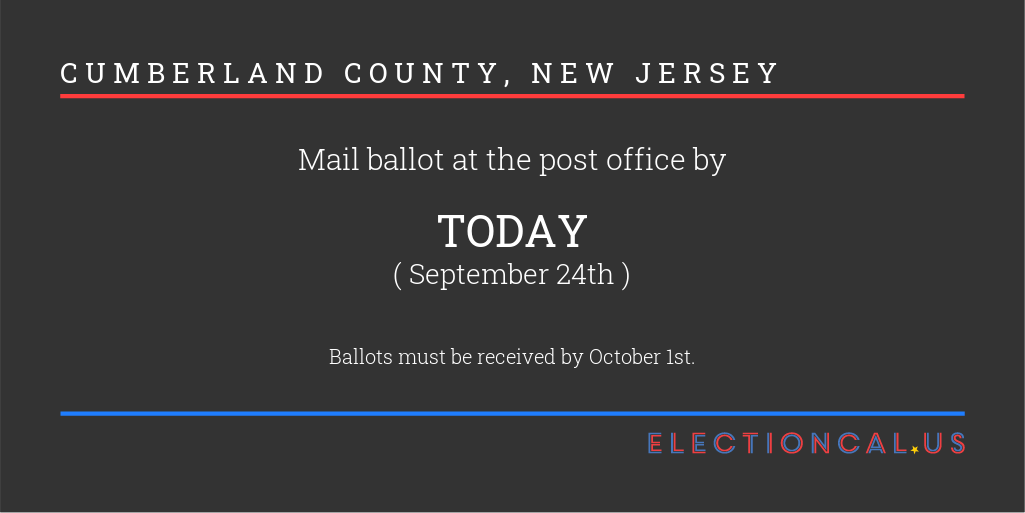 CUMBERLAND COUNTY, NEW JERSEY
Mail ballot at the post office by
TODAY
( September 24th )
Ballots must be received by October 1st.
ELECTIONCAL.US